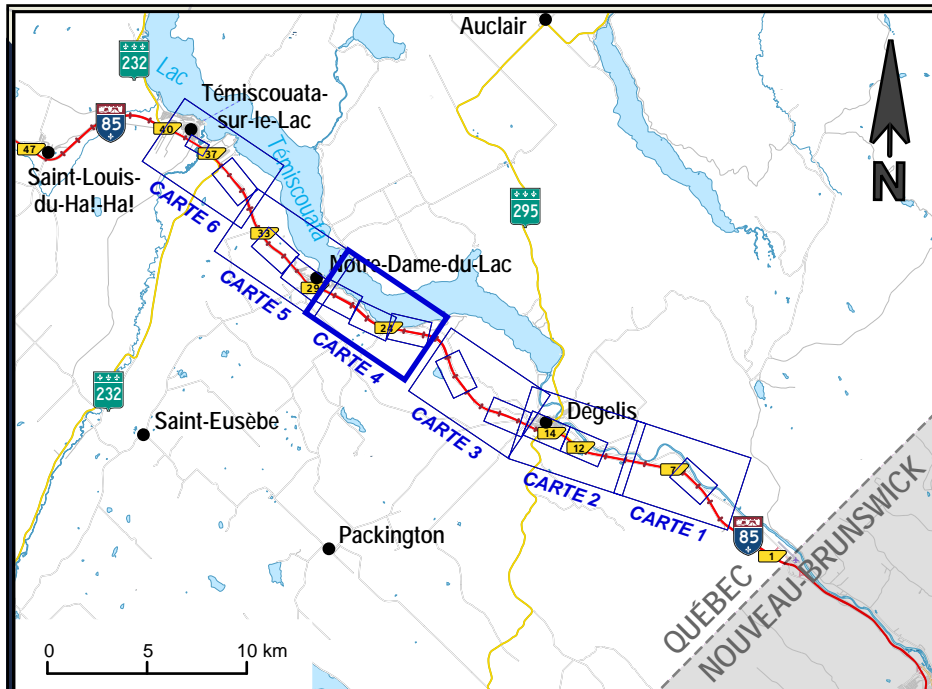 Auclair
232
Lac
Témiscouata-
sur-le-Lac
85
40
47
37
Saint-Louis-
du-Ha! Ha!
Témiscouata
N
CARTE 6
295
33
Notre-Dame-du-Lac
29
CARTE 5
24
CARTE 4
232
Saint-Eusèbe
CARTE 3
Dégelis
14
12
7
CARTE 2
CARTE 1
85
1
Packington
QUÉBEC
NOUVEAU-BRUNSWICK
0 5 10 km